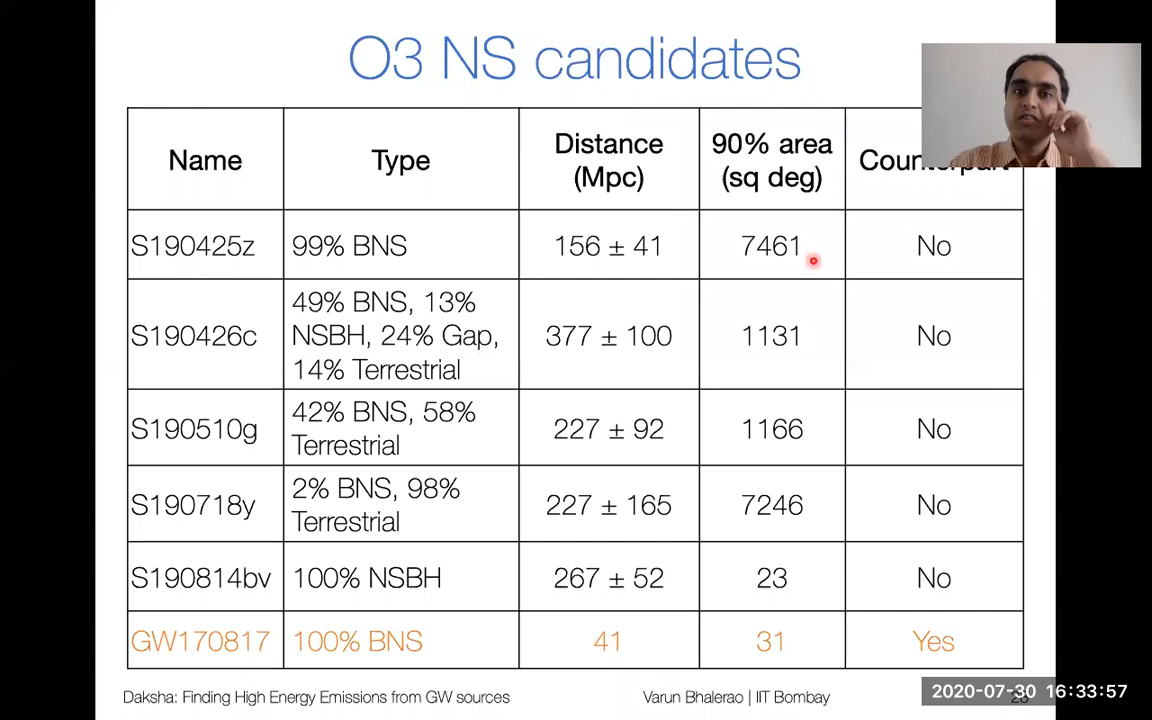 O3 NS candidates
Name
Type
Distance
(Mpc)
90% area
(sq deg)
Counterpart
S190425z
99% BNS
156 ± 41
7461
No
S190426c
49% BNS, 13%
NSBH, 24% Gap,
14% Terrestrial
377 ± 100
1131
No
S190510g
42% BNS, 58%
Terrestrial
227 ± 92
1166
No
S190718y
2% BNS, 98%
Terrestrial
227 ± 165
7246
No
S190814bv
100% NSBH
267 ± 52
23
No
GW170817
100% BNS
41
31
Yes
Daksha: Finding High Energy Emissions from GW sources
Varun Bhalerao | IIT Bombay
2020-07-30 16:33:57